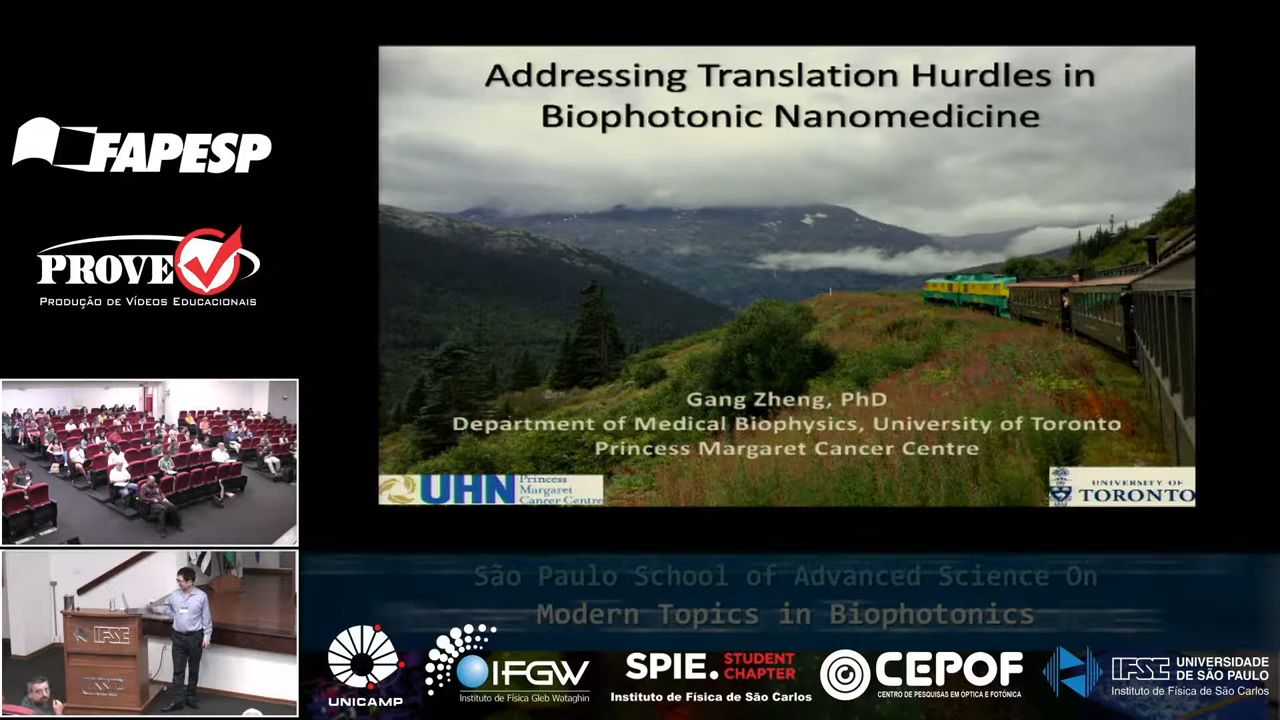 Addressing Translation Hurdles in
Biophotonic Nanomedicine
FAPESP
PROVE
PRODUÇÃO DE VÍDEOS EDUCACIONAIS
Gang Zheng, PhD
Department of Medical Biophysics, University of Toronto
Princess Margaret Cancer Centre
UHN
Princess
Margaret
Cancer Centre
UNIVERSITY OF
TORONTO
São Paulo School of Advanced Science On
Modern Topics in Biophotonics
IFSC
UNICAMP
IFGW
Instituto de Física Gleb Wataghin
SPIE. STUDENT
CHAPTER
Instituto de Física de São Carlos
CEPOF
CENTRO DE PESQUISAS EM ÓPTICA E FOTÔNICA
IFSC UNIVERSIDADE
DE SÃO PAULO
Instituto de Física de São Carlos